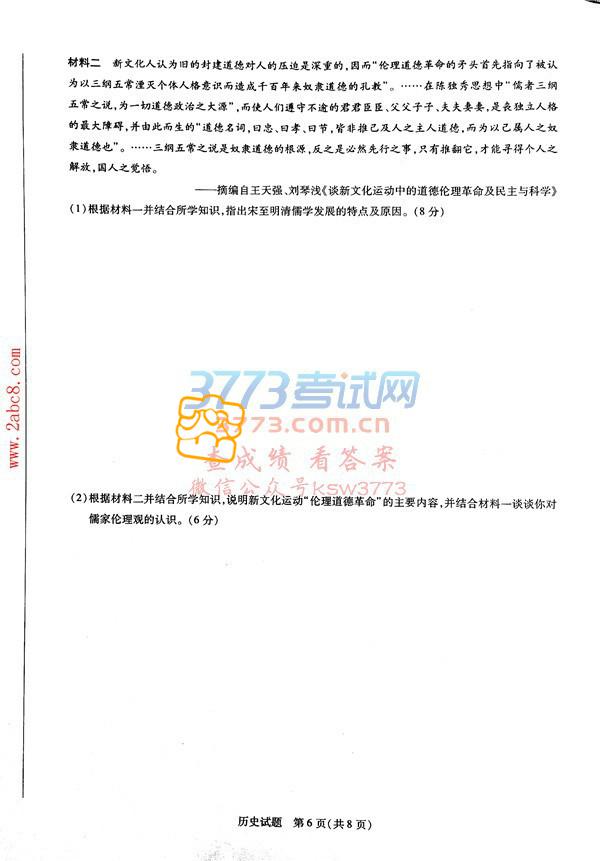 材料二　新文化人认为旧的封建道德对人的压迫是深重的,因而“伦理道德革命的矛头首先指向了被认
为以三纲五常湮灭个体人格意识而造成千百年来奴隶道德的孔教”。……在陈独秀思想中“儒者三纲
五常之说,为一切道德政治之大源”,而使人们遵守不逾的君君臣臣、父父子子、夫夫妻妻,是丧独立人格
的最大障碍,并由此而生的“道德名词,曰忠、曰孝、曰节,皆非推己及人之主人道德,而为以己属人之奴
隶道德也”。……三纲五常之说是奴隶道德的根源,反之是必然先行之事,只有推翻它,才能寻得个人之
解放,国人之觉悟。
——摘编自王天强、刘琴浅《谈新文化运动中的道德伦理革命及民主与科学》
(1)根据材料一并结合所学知识,指出宋至明清儒学发展的特点及原因。(8分)
www.2abc8.com
3773考试网
3773.com.cn
查成绩 看答案
微信公众号Ksw3773
(2)根据材料二并结合所学知识,说明新文化运动“伦理道德革命”的主要内容,并结合材料一谈谈你对
儒家伦理观的认识。(6分)
历史试题　第6页(共8页)